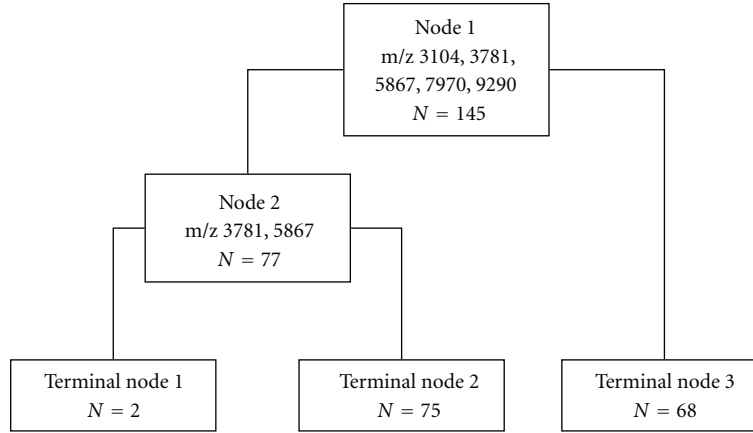 Node 1
m/z 3104, 3781,
5867, 7970, 9290
N = 145
Node 2
m/z 3781, 5867
N = 77
Terminal node 1
N = 2
Terminal node 2
N = 75
Terminal node 3
N = 68